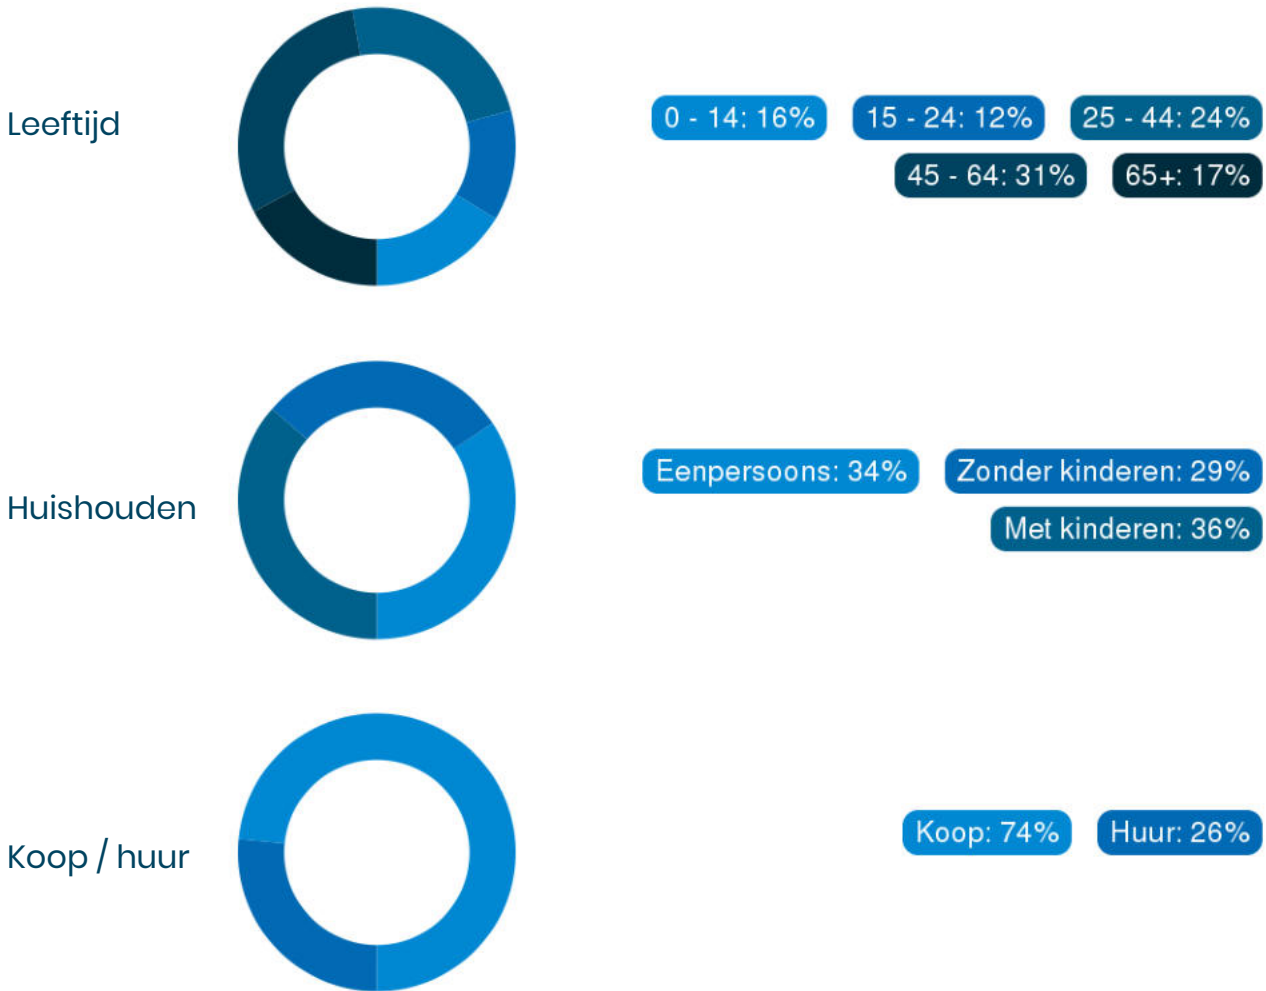 Leeftijd
0 - 14: 16% 15 - 24: 12% 25 - 44: 24%
45 - 64: 31% 65+: 17%
Huishouden
Eenpersoons: 34% Zonder kinderen: 29%
Met kinderen: 36%
Koop / huur
Koop: 74% Huur: 26%